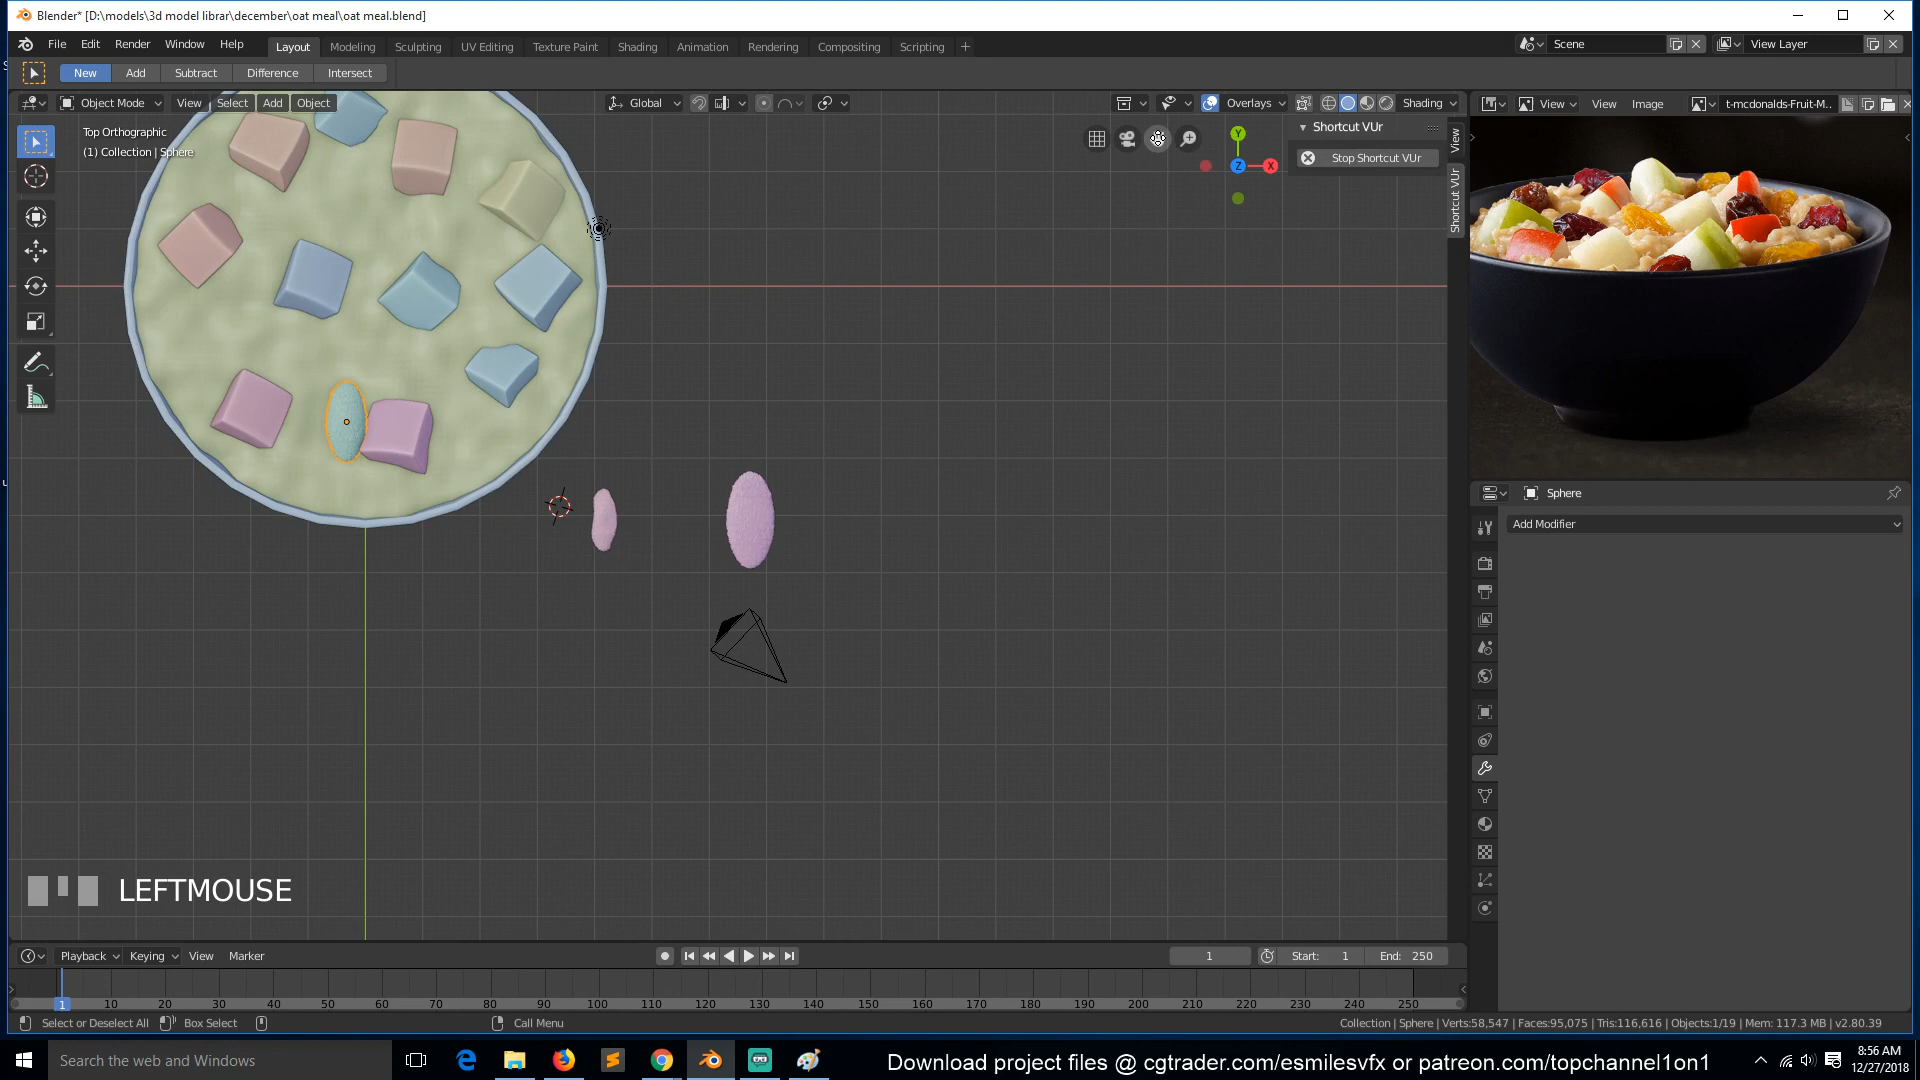 Blender* [D:\models\3d model librar\december\oat meal\oat meal.blend]
File Edit Render Window Help Layout Modeling Sculpting UV Editing Texture Paint Shading Animation Rendering Compositing Scripting + Scene View Layer
New Add Subtract Difference Intersect
Object Mode View Select Add Object Global Overlays Shading View View Image t-mcdonalds-Fruit-M..
Top Orthographic
(1) Collection | Sphere
Shortcut VUr
Stop Shortcut VUr
Y
Z
X
View
Shortcut VUr
Sphere
Add Modifier
LEFTMOUSE
Playback Keying View Marker 1 Start: 1 End: 250
1 10 20 30 40 50 60 70 80 90 100 110 120 130 140 150 160 170 180 190 200 210 220 230 240 250
Select or Deselect All Box Select Call Menu Collection | Sphere | Verts:58,547 | Faces:95,075 | Tris:116,616 | Objects:1/19 | Mem: 117.3 MB | v2.80.39
Search the web and Windows
Download project files @ cgtrader.com/esmilesvfx or patreon.com/topchannel1on1
8:56 AM
12/27/2018